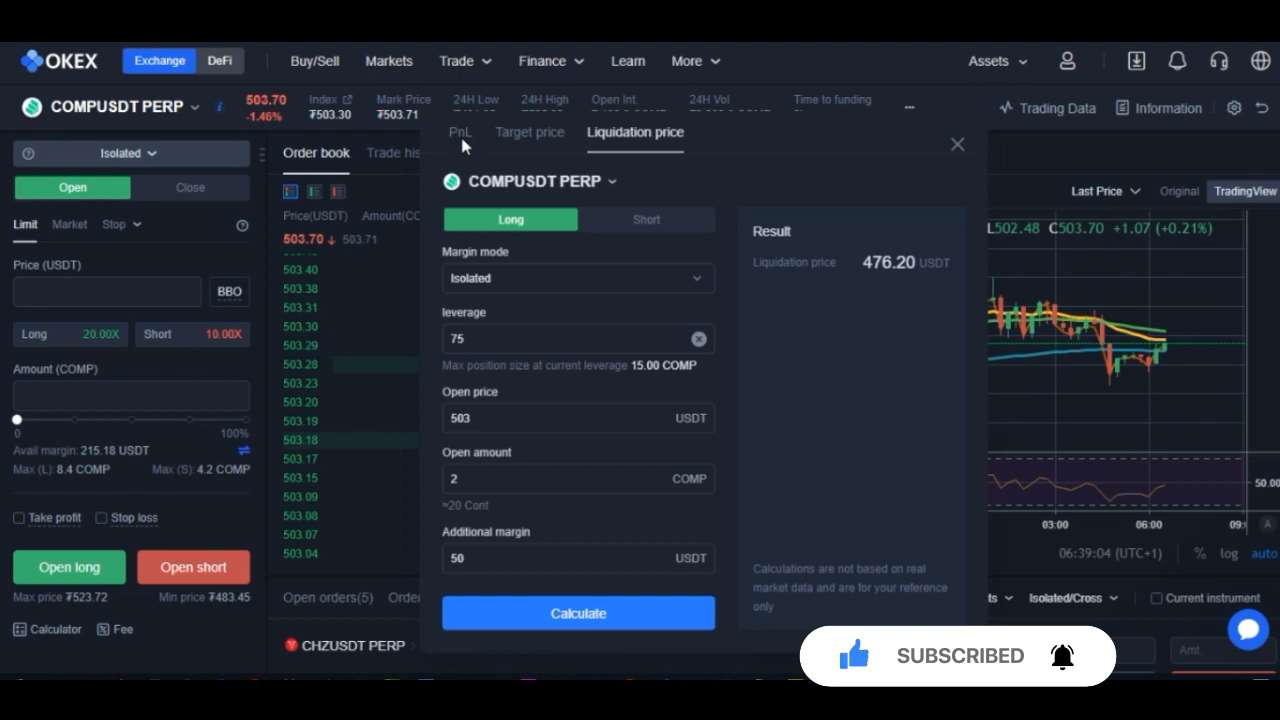 OKEX Exchange DeFi Buy/Sell Markets Trade Finance Learn More Assets
COMPUSDT PERP 503.70 -1.46% Index ₮503.30 Mark Price ₮503.71 24H Low 24H High Open Int. 24H Vol Time to funding ... Trading Data Information
Isolated
Open Close
Limit Market Stop
Price (USDT)
BBO
Long 20.00X Short 10.00X
Amount (COMP)
0 100%
Avail margin: 215.18 USDT
Max (L): 8.4 COMP Max (S): 4.2 COMP
Take profit Stop loss
Open long Open short
Max price ₮523.72 Min price ₮483.45
Calculator Fee
Order book Trade his
Price(USDT) Amount(CC
503.70 ↓ 503.71
503.40
503.38
503.31
503.30
503.29
503.28
503.23
503.20
503.19
503.18
503.17
503.15
503.09
503.08
503.07
503.04
Open orders(5) Orde
CHZUSDT PERP
PnL Target price Liquidation price
COMPUSDT PERP
Long Short
Margin mode
Isolated
leverage
75
Max position size at current leverage 15.00 COMP
Open price
503 USDT
Open amount
2 COMP
≈20 Cont
Additional margin
50 USDT
Calculate
Result
Liquidation price 476.20 USDT
Calculations are not based on real
market data and are for your reference
only
Last Price Original TradingView
L502.48 C503.70 +1.07 (+0.21%)
50.00
03:00 06:00 09:
A
06:39:04 (UTC+1) % log auto
ts Isolated/Cross Current instrument
Amt.
SUBSCRIBED